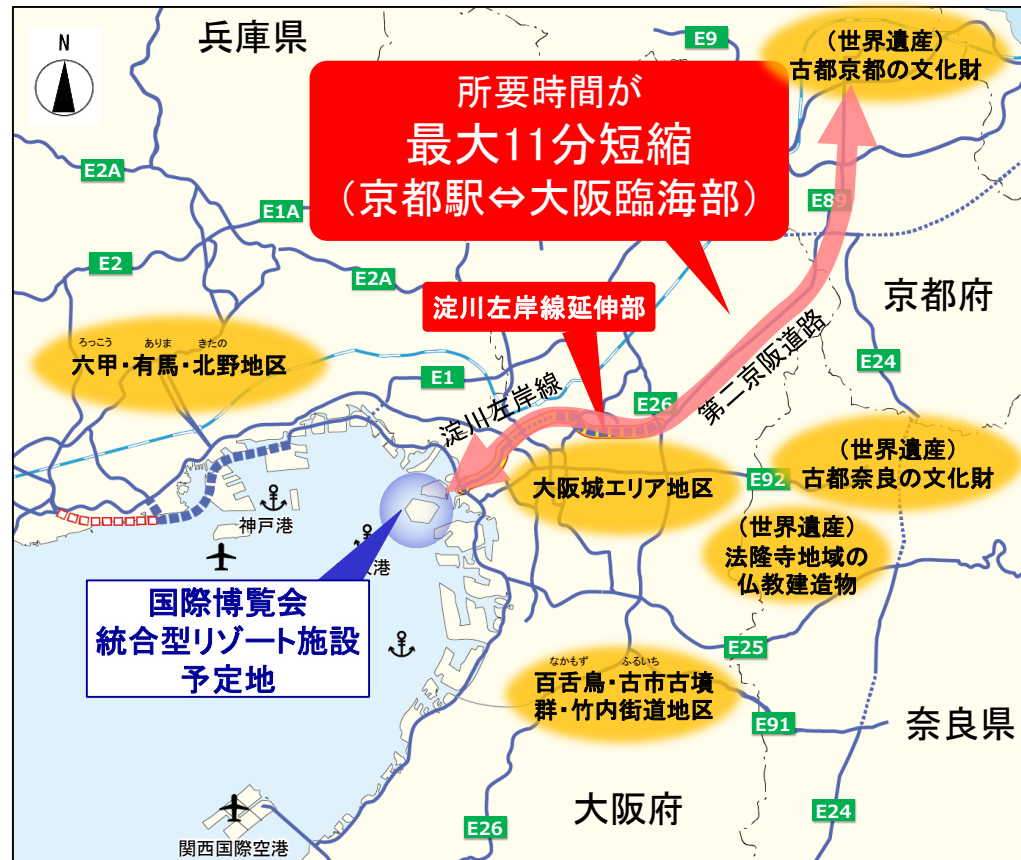 兵庫県
N
E9
(世界遺産)
古都京都の文化財
所要時間が
最大11分短縮
(京都駅⇔大阪臨海部)
E2A
E1A
E89
E2
E2A
京都府
淀川左岸線延伸部
ろっこう ありま きたの
六甲・有馬・北野地区
E1
E24
淀川左岸線
E26
第二京阪道路
(世界遺産)
古都奈良の文化財
E92
大阪城エリア地区
神戸港
港
(世界遺産)
法隆寺地域の
仏教建造物
国際博覧会
統合型リゾート施設
予定地
E25
なかもず ふるいち
百舌鳥・古市古墳
群・竹内街道地区
E91
奈良県
大阪府
E26
E24
関西国際空港